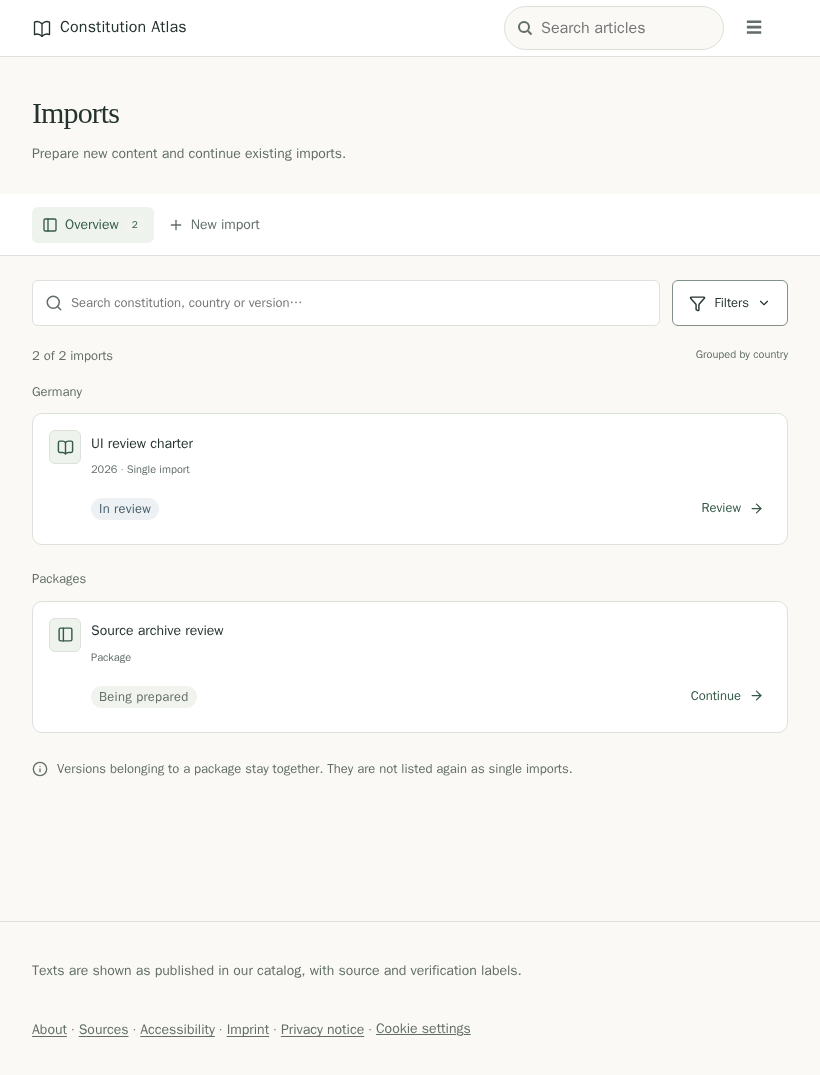 Constitution Atlas
Search articles
Imports
Prepare new content and continue existing imports.
Overview 2
New import
Search constitution, country or version…
Filters
2 of 2 imports
Grouped by country
Germany
UI review charter
2026 · Single import
In review
Review
Packages
Source archive review
Package
Being prepared
Continue
Versions belonging to a package stay together. They are not listed again as single imports.
Texts are shown as published in our catalog, with source and verification labels.
About · Sources · Accessibility · Imprint · Privacy notice · Cookie settings